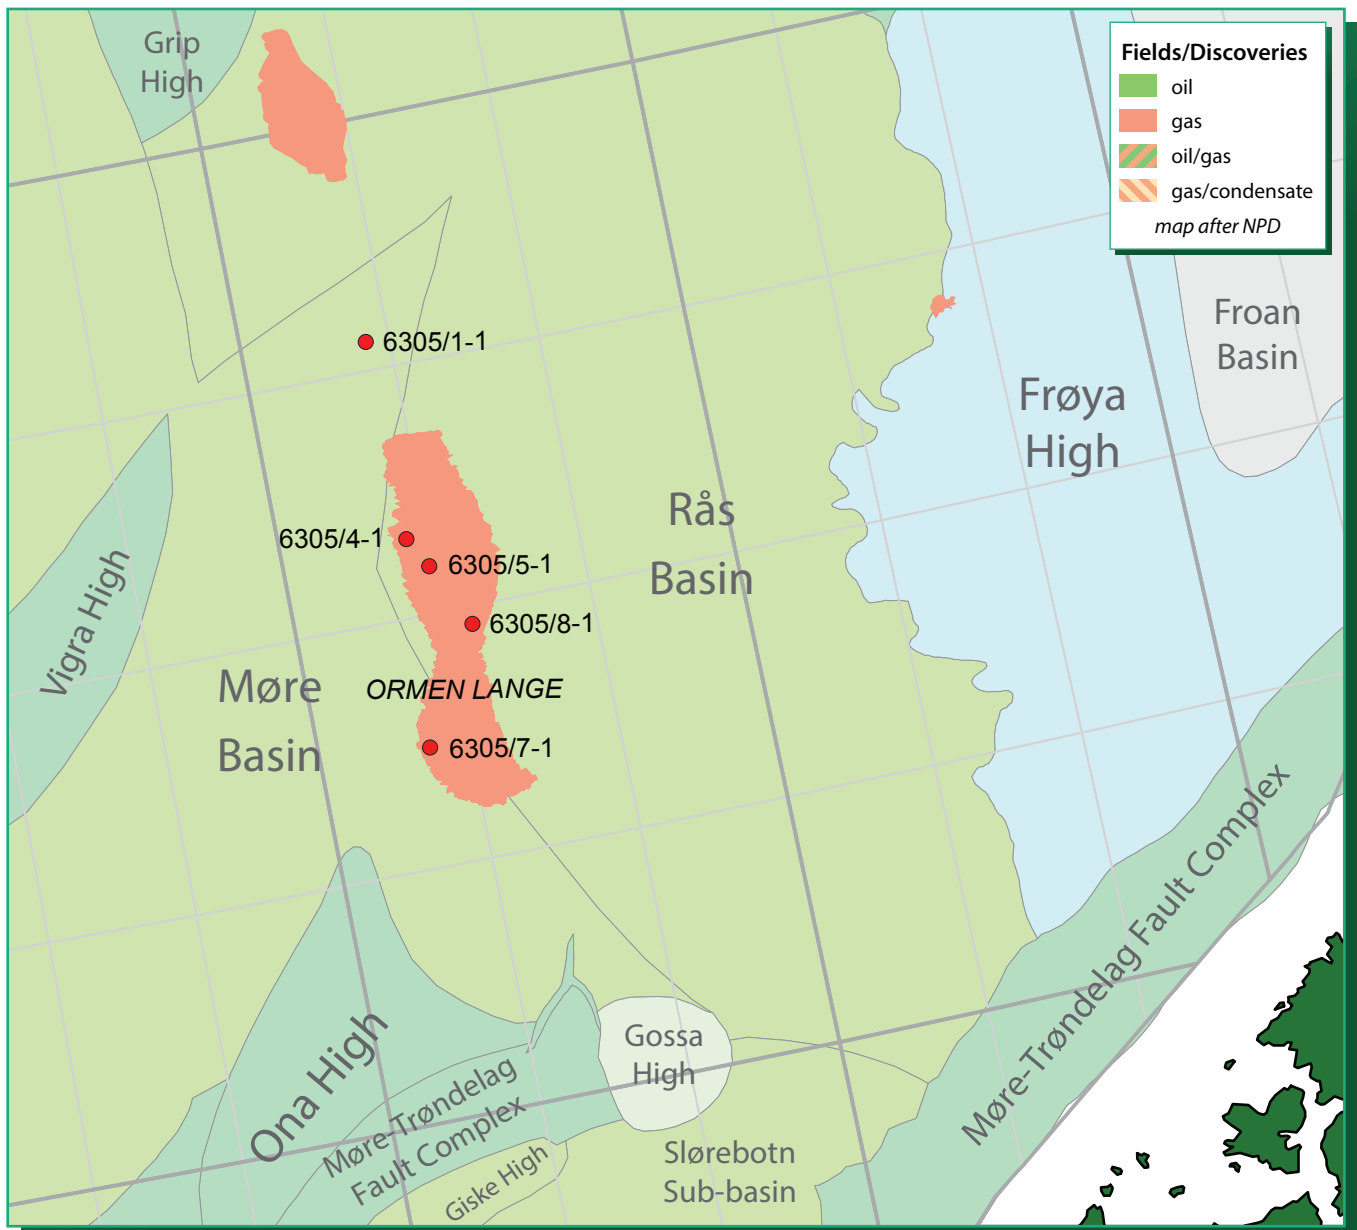 Grip
High
Fields/Discoveries
oil
gas
oil/gas
gas/condensate
map after NPD
Froan
Basin
6305/1-1
Frøya
High
Rås
Basin
6305/4-1
6305/5-1
6305/8-1
Vigra High
Møre
Basin
ORMEN LANGE
6305/7-1
Møre-Trøndelag Fault Complex
Ona High
Gossa
High
Møre-Trøndelag
Fault Complex
Giske High
Slørebotn
Sub-basin